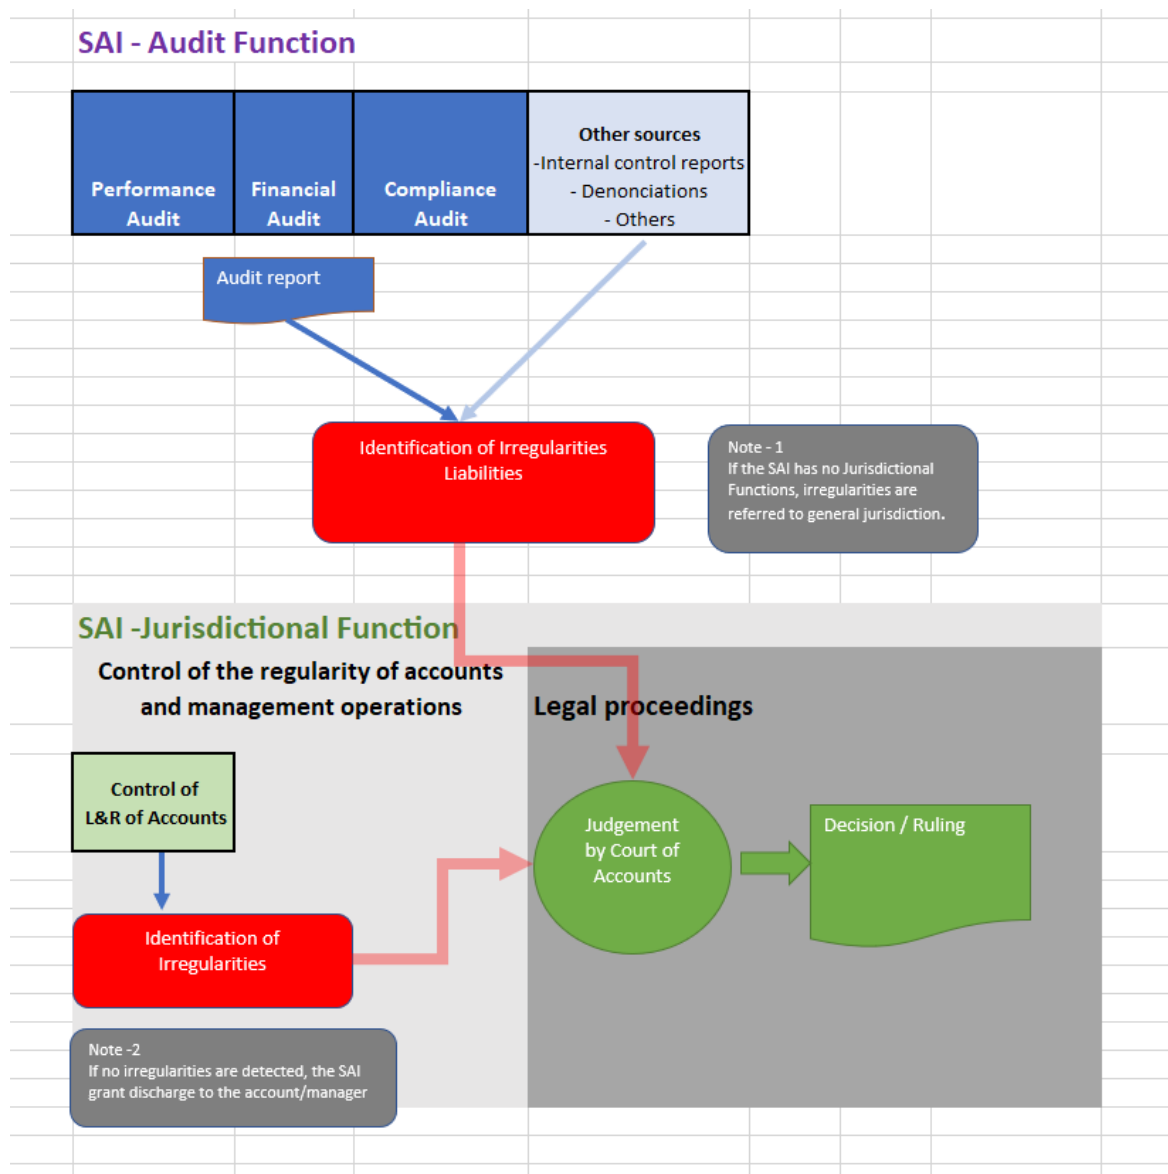 SAI - Audit Function
Performance
Audit
Financial
Audit
Compliance
Audit
Other sources
-Internal control reports
- Denonciations
- Others
Audit report
Identification of Irregularities
Liabilities
Note - 1
If the SAI has no Jurisdictional
Functions, irregularities are
referred to general jurisdiction.
SAI -Jurisdictional Function
Control of the regularity of accounts
and management operations
Legal proceedings
Control of
L&R of Accounts
Judgement
by Court of
Accounts
Decision / Ruling
Identification of
Irregularities
Note -2
If no irregularities are detected, the SAI
grant discharge to the account/manager